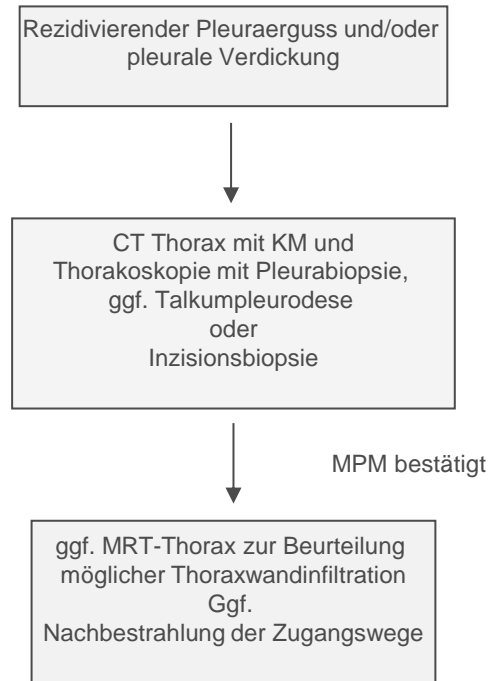 Rezidivierender Pleuraerguss und/oder
pleurale Verdickung
CT Thorax mit KM und
Thorakoskopie mit Pleurabiopsie,
ggf. Talkumpleurodese
oder
Inzisionsbiopsie
MPM bestätigt
ggf. MRT-Thorax zur Beurteilung
möglicher Thoraxwandinfiltration
Ggf.
Nachbestrahlung der Zugangswege